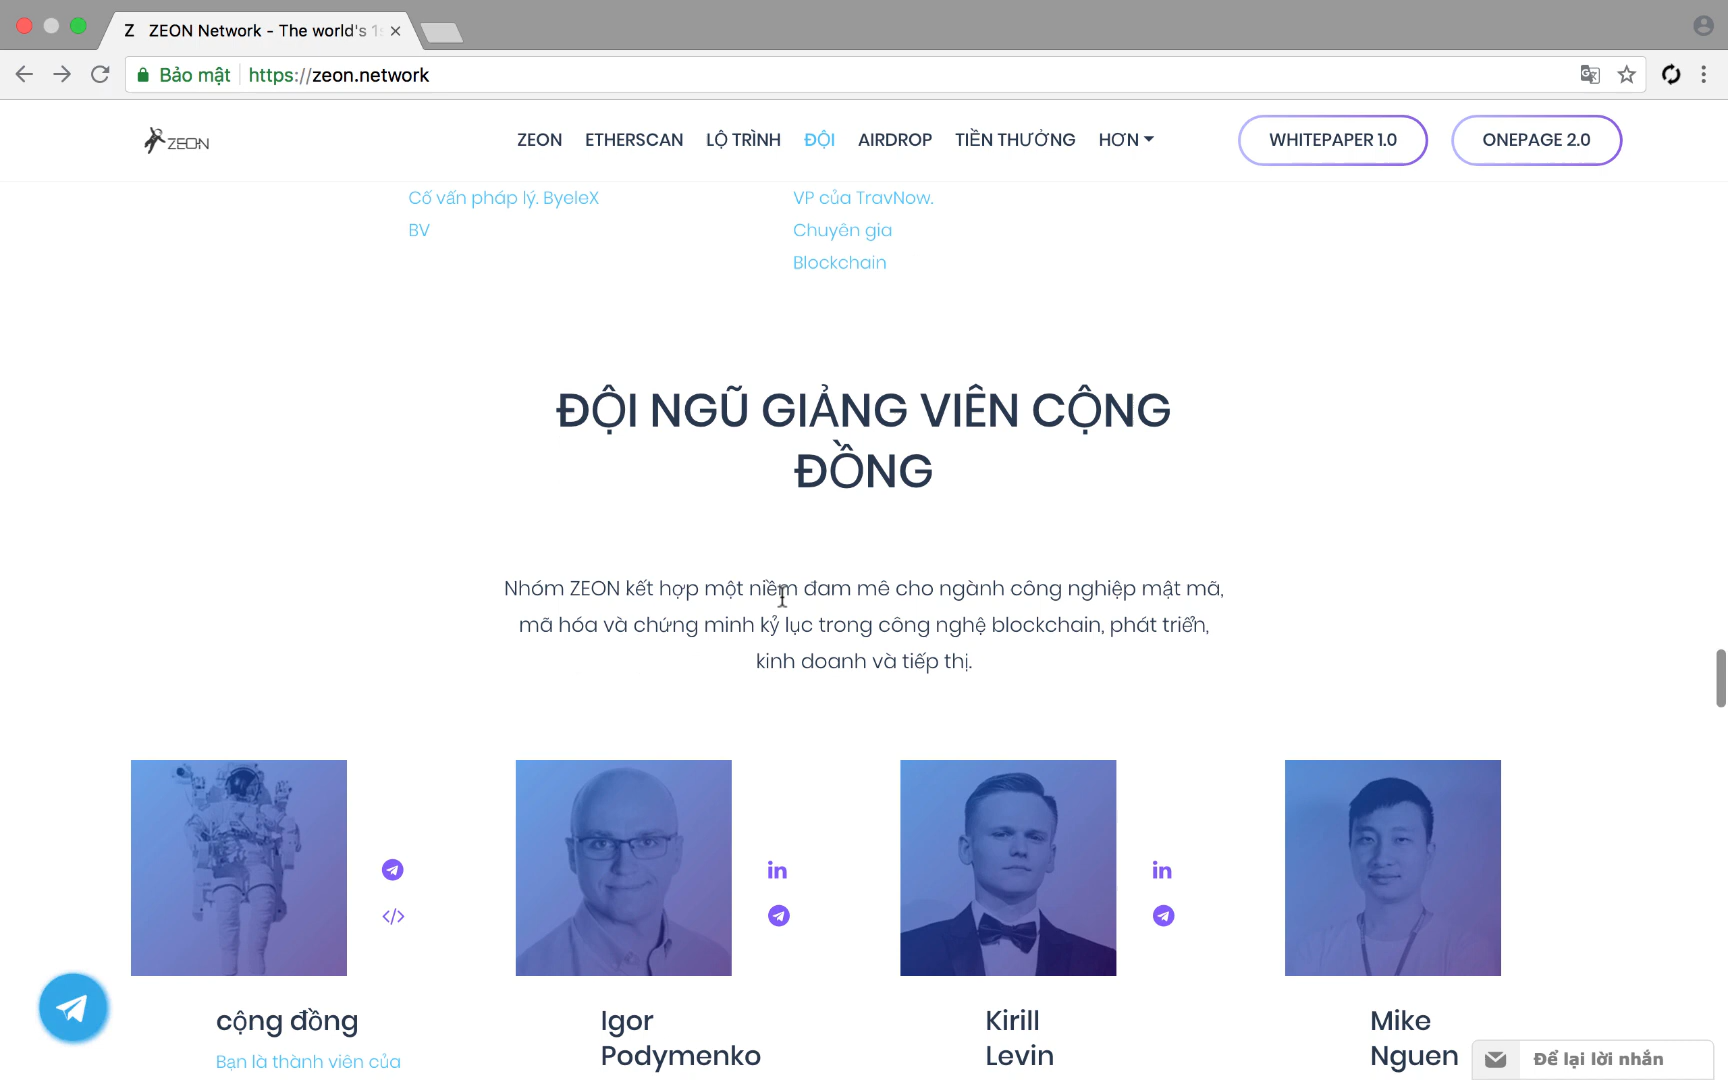 Z ZEON Network - The world's 1
Bảo mật https://zeon.network
ZEON
ZEON ETHERSCAN LỘ TRÌNH ĐỘI AIRDROP TIỀN THƯỞNG HƠN
WHITEPAPER 1.0
ONEPAGE 2.0
Cố vấn pháp lý. ByeleX
BV
VP của TravNow.
Chuyên gia
Blockchain
ĐỘI NGŨ GIẢNG VIÊN CỘNG
ĐỒNG
Nhóm ZEON kết hợp một niềm đam mê cho ngành công nghiệp mật mã,
mã hóa và chứng minh kỷ lục trong công nghệ blockchain, phát triển,
kinh doanh và tiếp thị.
in
in
</>
cộng đồng
Bạn là thành viên của
Igor
Podymenko
Kirill
Levin
Mike
Nguen
Để lại lời nhắn